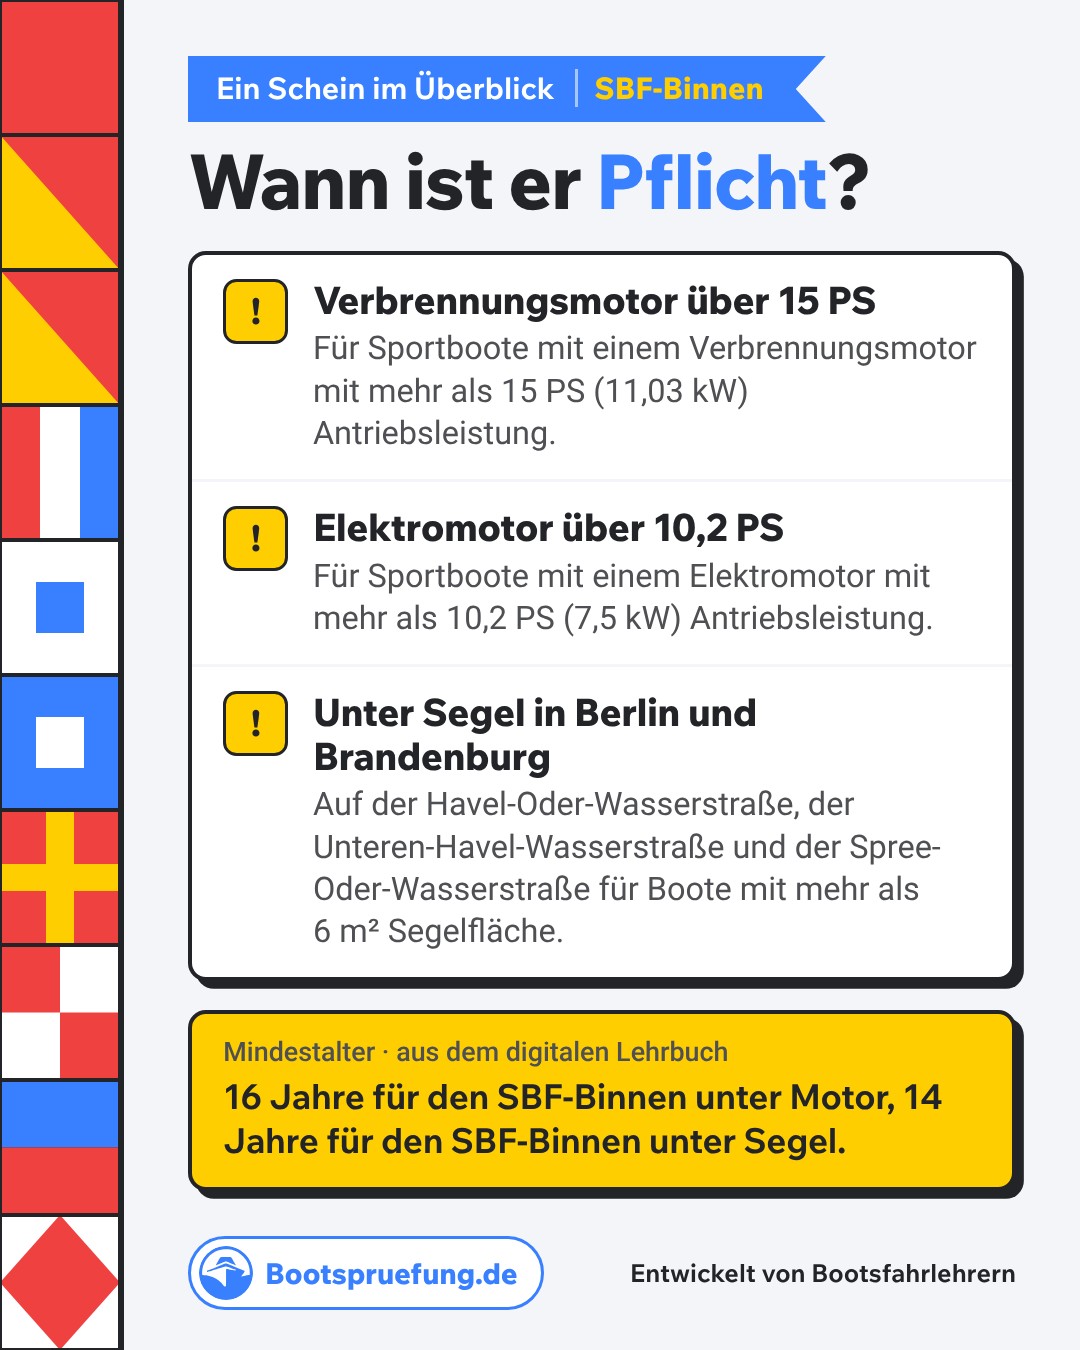 Ein Schein im Überblick | SBF-Binnen
Wann ist er Pflicht?
!
Verbrennungsmotor über 15 PS
Für Sportboote mit einem Verbrennungsmotor
mit mehr als 15 PS (11,03 kW)
Antriebsleistung.
!
Elektromotor über 10,2 PS
Für Sportboote mit einem Elektromotor mit
mehr als 10,2 PS (7,5 kW) Antriebsleistung.
!
Unter Segel in Berlin und
Brandenburg
Auf der Havel-Oder-Wasserstraße, der
Unteren-Havel-Wasserstraße und der Spree-
Oder-Wasserstraße für Boote mit mehr als
6 m² Segelfläche.
Mindestalter · aus dem digitalen Lehrbuch
16 Jahre für den SBF-Binnen unter Motor, 14
Jahre für den SBF-Binnen unter Segel.
Bootspruefung.de
Entwickelt von Bootsfahrlehrern